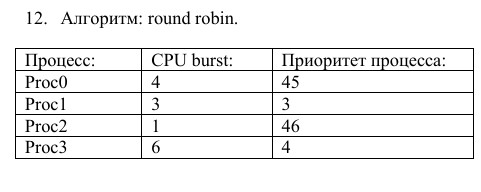 12. Алгоритм: round robin.
Процесс: CPU burst: Приоритет процесса:
Proc0 4 45
Proc1 3 3
Proc2 1 46
Proc3 6 4